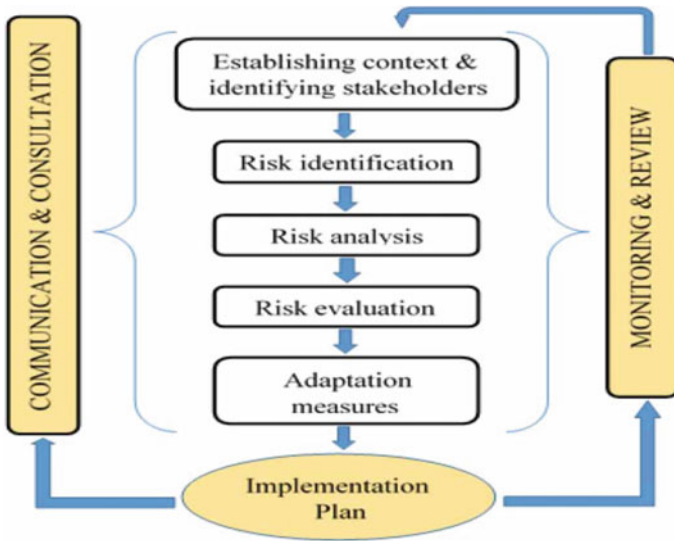 COMMUNICATION & CONSULTATION
Establishing context &
identifying stakeholders
Risk identification
Risk analysis
Risk evaluation
Adaptation
measures
Implementation
Plan
MONITORING & REVIEW